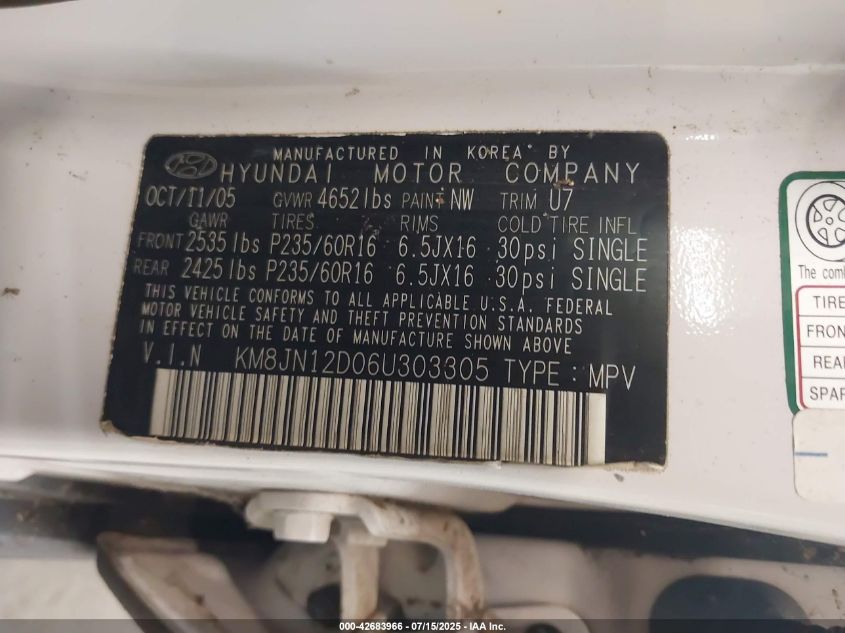 MANUFACTURED IN KOREA BY
HYUNDAI MOTOR COMPANY
OCT/11/05 GVWR 4652lbs PAINT NW TRIM U7
GAWR TIRES RIMS COLD TIRE INFL
FRONT 2535lbs P235/60R16 6.5JX16 30psi SINGLE
REAR 2425lbs P235/60R16 6.5JX16 30psi SINGLE
THIS VEHICLE CONFORMS TO ALL APPLICABLE U.S.A. FEDERAL
MOTOR VEHICLE SAFETY AND THEFT PREVENTION STANDARDS
IN EFFECT ON THE DATE OF MANUFACTURE SHOWN ABOVE
V.I.N KM8JN12D06U303305 TYPE : MPV
The comb
TIRE
FRON
REAR
SPAR
000-42683966 - 07/15/2025 - IAA Inc.